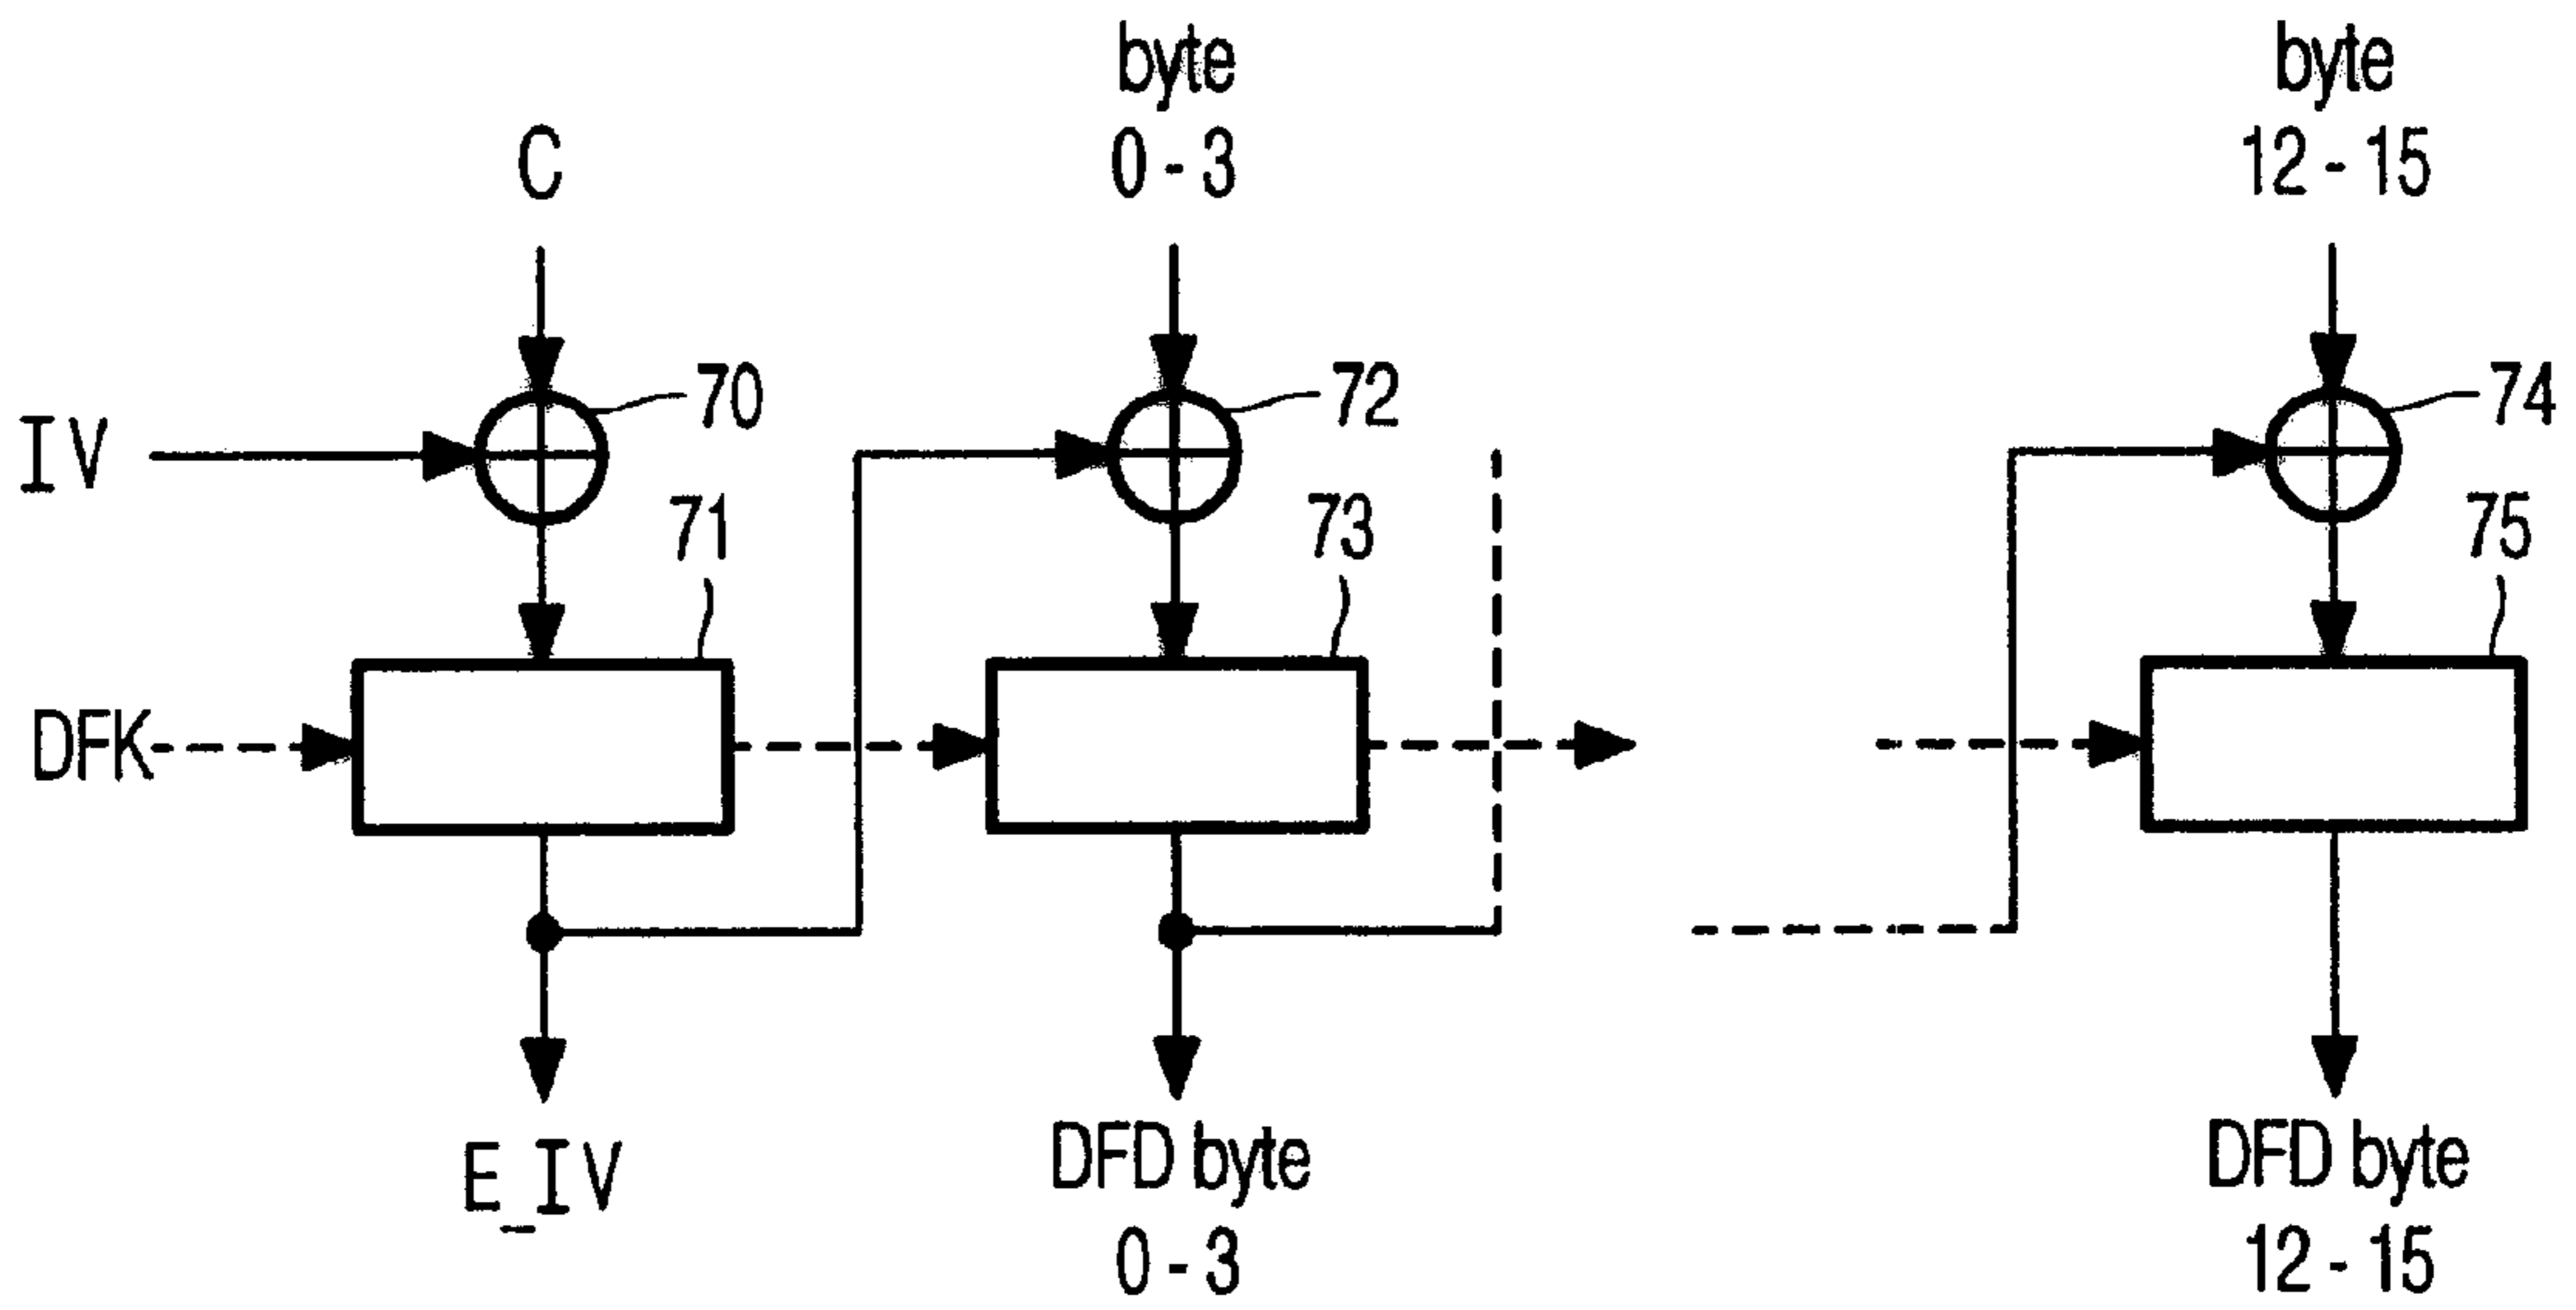 byte
0 - 3
byte
12 - 15
C
70
72
74
IV
71
73
75
DFK
E_IV
DFD byte
0 - 3
DFD byte
12 - 15